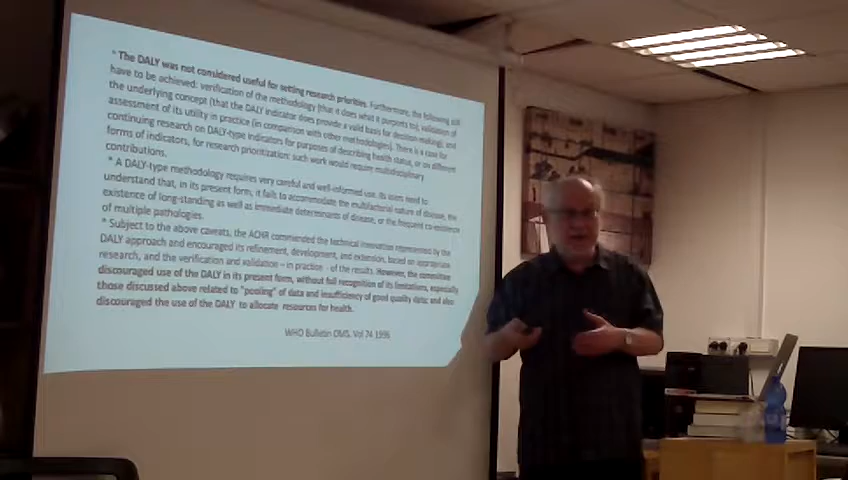 * The DALY was not considered useful for setting research priorities. Furthermore, the following still
have to be achieved: verification of the methodology (that it does what it purports to), validation of
the underlying concept (that the DALY indicator does provide a valid basis for decision-making), and
assessment of its utility in practice (in comparison with other methodologies). There is a case for
continuing research on DALY-type indicators for purposes of describing health status, or on different
forms of indicators, for research prioritization: such work would require multidisciplinary
contributions.
* A DALY-type methodology requires very careful and well-informed use. Its users need to
understand that, in its present form, it fails to accommodate the multifactorial nature of disease, the
existence of long-standing as well as immediate determinants of disease, or the frequent co-existence
of multiple pathologies.
* Subject to the above caveats, the ACHR commended the technical innovation represented by the
DALY approach and encouraged its refinement, development, and extension, based on appropriate
research, and the verification and validation – in practice - of the results. However, the committee
discouraged use of the DALY in its present form, without full recognition of its limitations, especially
those discussed above related to "pooling" of data and insufficiency of good quality data; and also
discouraged the use of the DALY to allocate resources for health.
WHO Bulletin OMS. Vol 74 1996